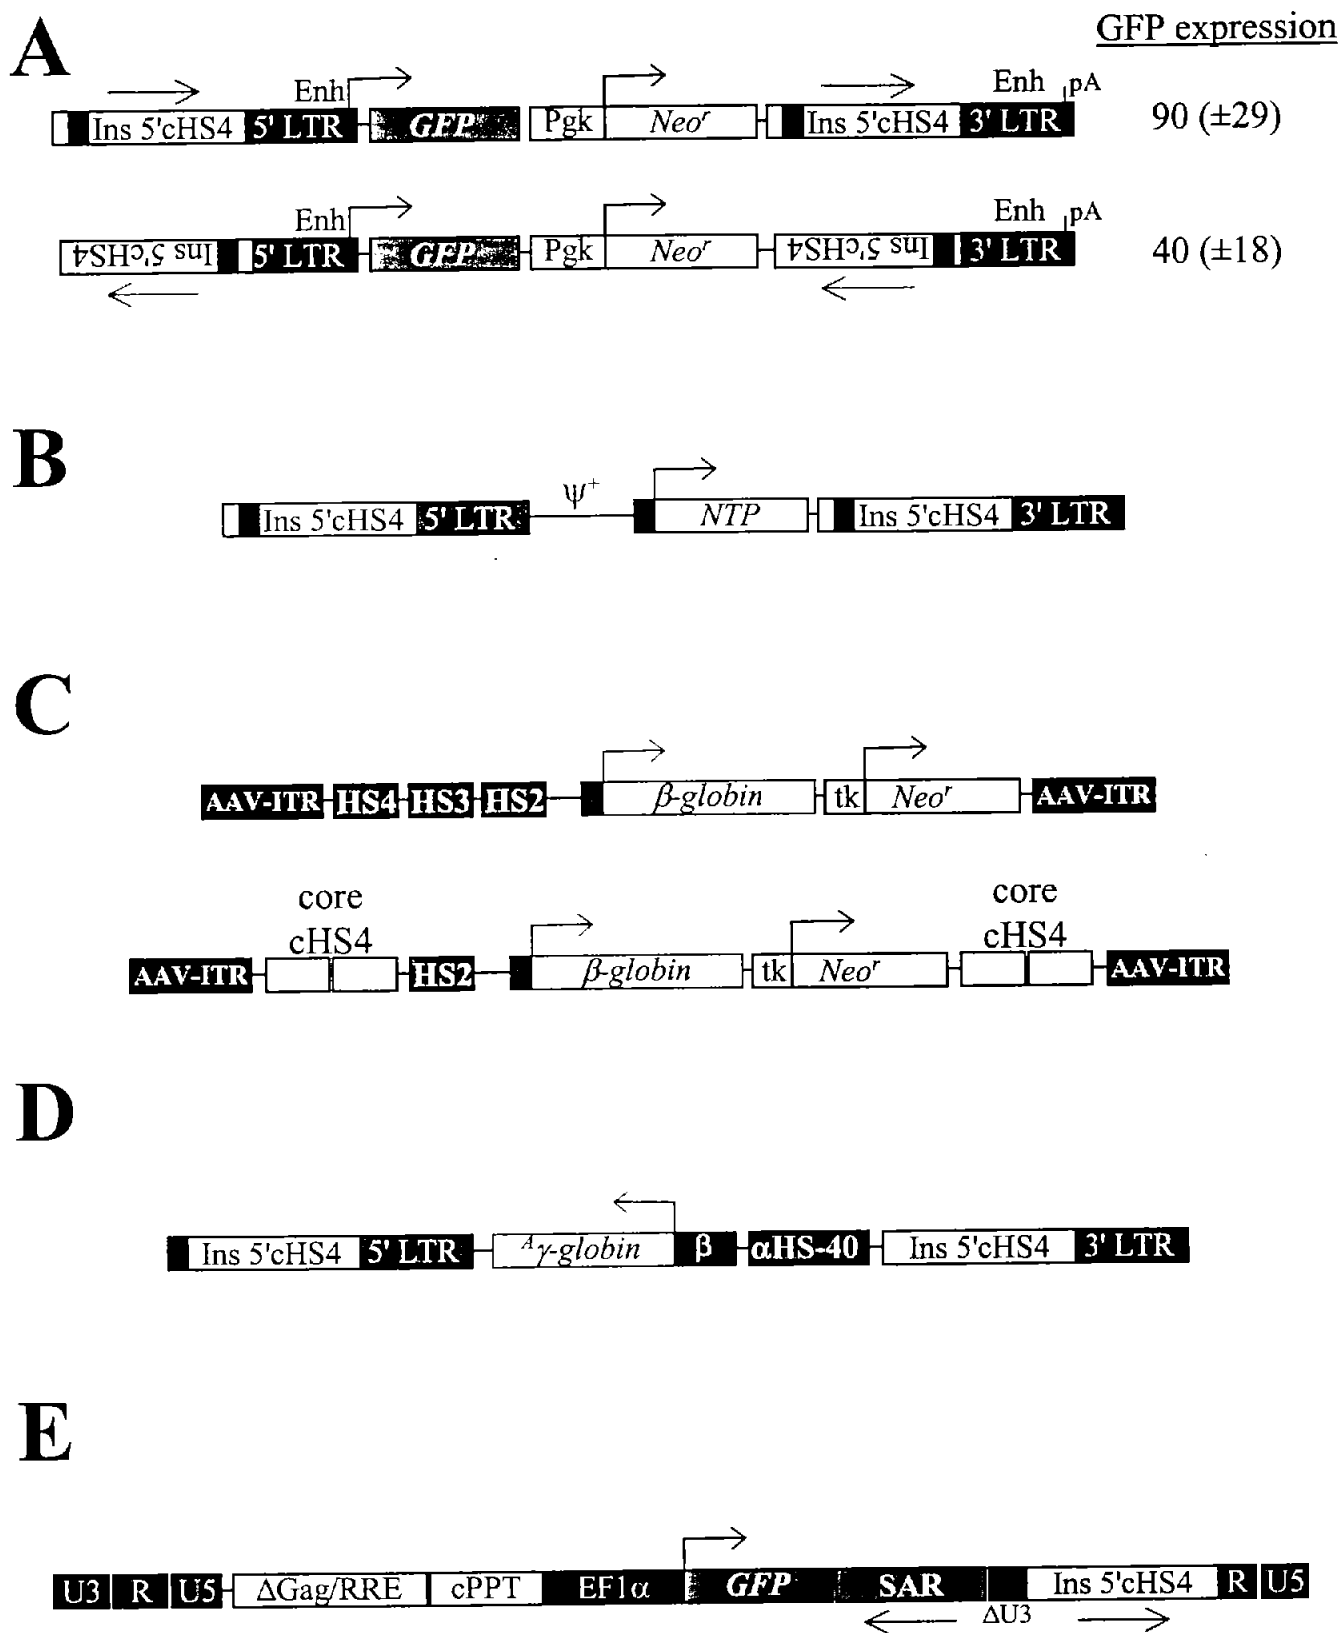 A
GFP expression
Enh
Enh pA
Ins 5'cHS4 5' LTR GFP Pgk Neoʳ Ins 5'cHS4 3' LTR 90 (±29)
Enh
Enh pA
Ins 5'cHS4 5' LTR GFP Pgk Neoʳ Ins 5'cHS4 3' LTR 40 (±18)
B
Ψ⁺
Ins 5'cHS4 5' LTR NTP Ins 5'cHS4 3' LTR
C
AAV-ITR HS4 HS3 HS2 β-globin tk Neoʳ AAV-ITR
core
cHS4
core
cHS4
AAV-ITR HS2 β-globin tk Neoʳ AAV-ITR
D
Ins 5'cHS4 5' LTR ᴬγ-globin β αHS-40 Ins 5'cHS4 3' LTR
E
U3 R U5 ΔGag/RRE cPPT EF1α GFP SAR Ins 5'cHS4 R U5
ΔU3